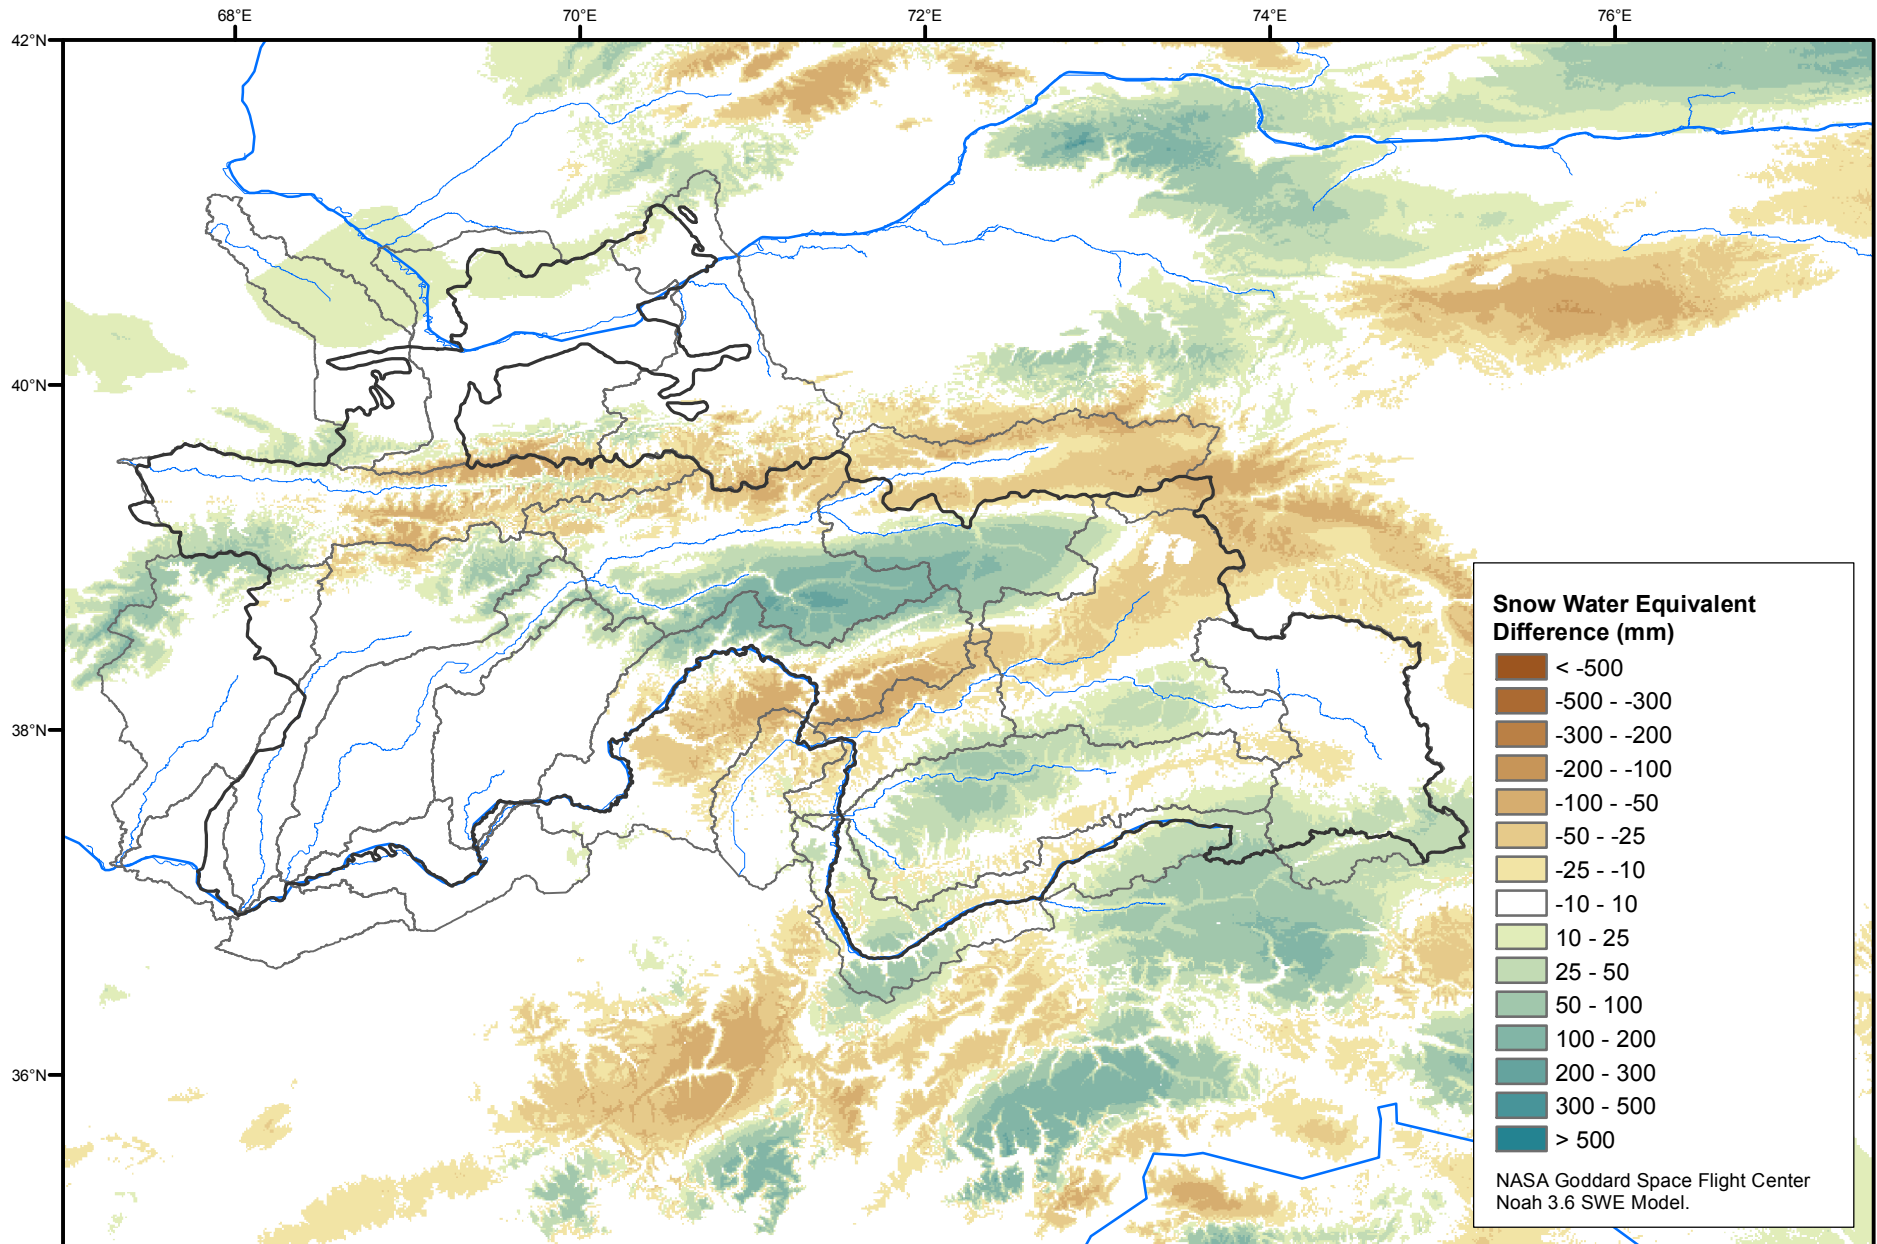 68°E
70°E
72°E
74°E
76°E
42°N
40°N
38°N
36°N
Snow Water Equivalent
Difference (mm)
< -500
-500 - -300
-300 - -200
-200 - -100
-100 - -50
-50 - -25
-25 - -10
-10 - 10
10 - 25
25 - 50
50 - 100
100 - 200
200 - 300
300 - 500
> 500
NASA Goddard Space Flight Center
Noah 3.6 SWE Model.